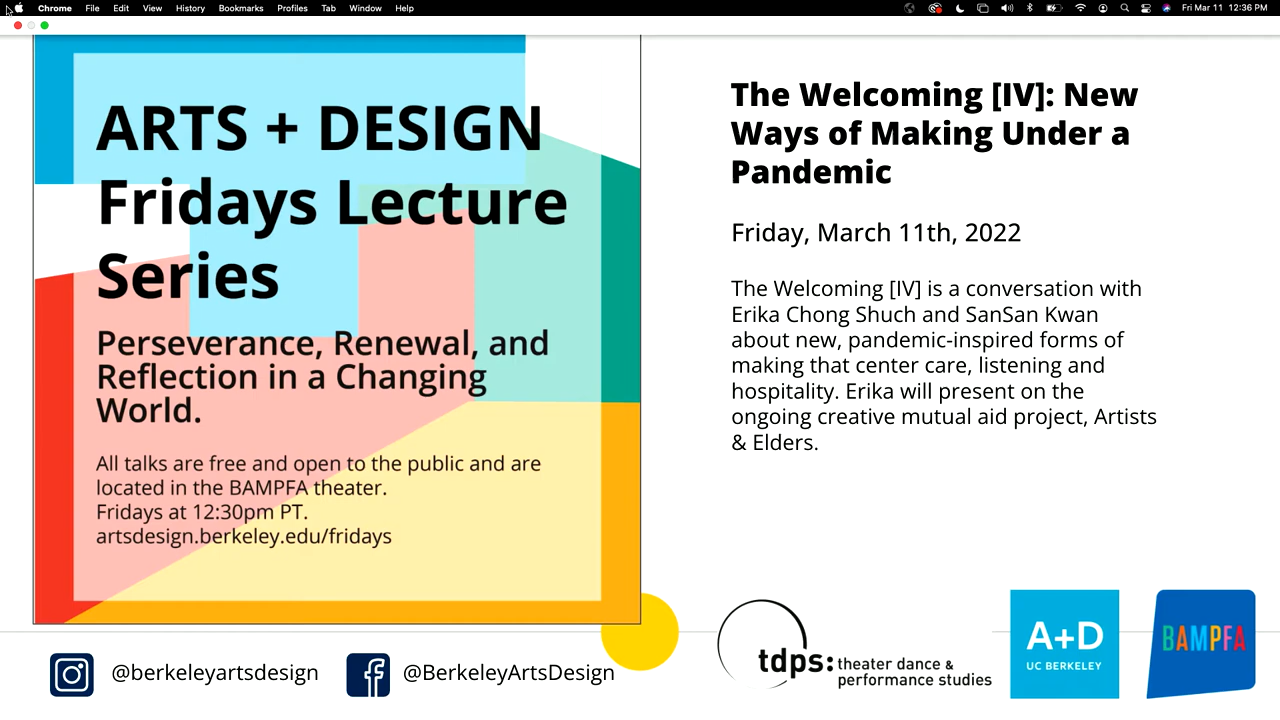 Chrome File Edit View History Bookmarks Profiles Tab Window Help Fri Mar 11 12:36 PM
ARTS + DESIGN
Fridays Lecture
Series
Perseverance, Renewal, and
Reflection in a Changing
World.
All talks are free and open to the public and are
located in the BAMPFA theater.
Fridays at 12:30pm PT.
artsdesign.berkeley.edu/fridays
The Welcoming [IV]: New
Ways of Making Under a
Pandemic
Friday, March 11th, 2022
The Welcoming [IV] is a conversation with
Erika Chong Shuch and SanSan Kwan
about new, pandemic-inspired forms of
making that center care, listening and
hospitality. Erika will present on the
ongoing creative mutual aid project, Artists
& Elders.
@berkeleyartsdesign
@BerkeleyArtsDesign
tdps: theater dance &
performance studies
A+D
UC BERKELEY
BAMPFA